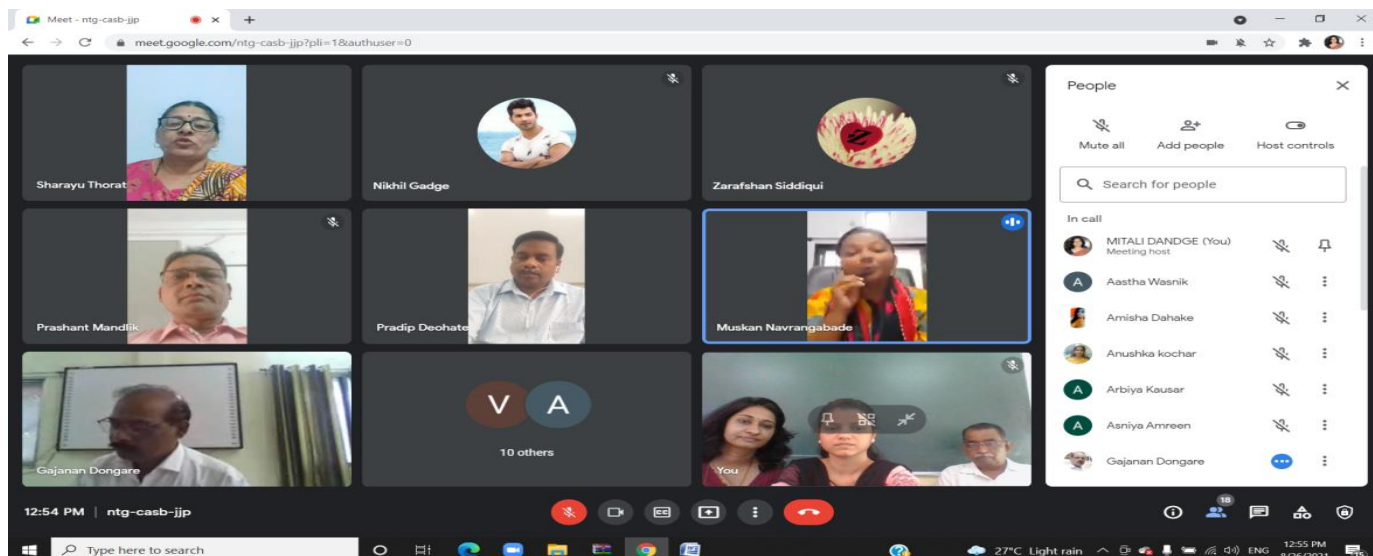 Meet - ntg-casb-jjp
meet.google.com/ntg-casb-jjp?pli=1&authuser=0
Sharayu Thorat
Nikhil Gadge
Zarafshan Siddiqui
Z
Prashant Mandlik
Pradip Deohate
Muskan Navrangabade
Gajanan Dongare
V A
10 others
You
People
Mute all
Add people
Host controls
Search for people
In call
MITALI DANDGE (You)
Meeting host
A
Aastha Wasnik
Amisha Dahake
Anushka kochar
A
Arbiya Kausar
A
Asniya Amreen
Gajanan Dongare
12:54 PM | ntg-casb-jjp
CC
18
Type here to search
27°C Light rain
ENG
12:55 PM
8/26/2021